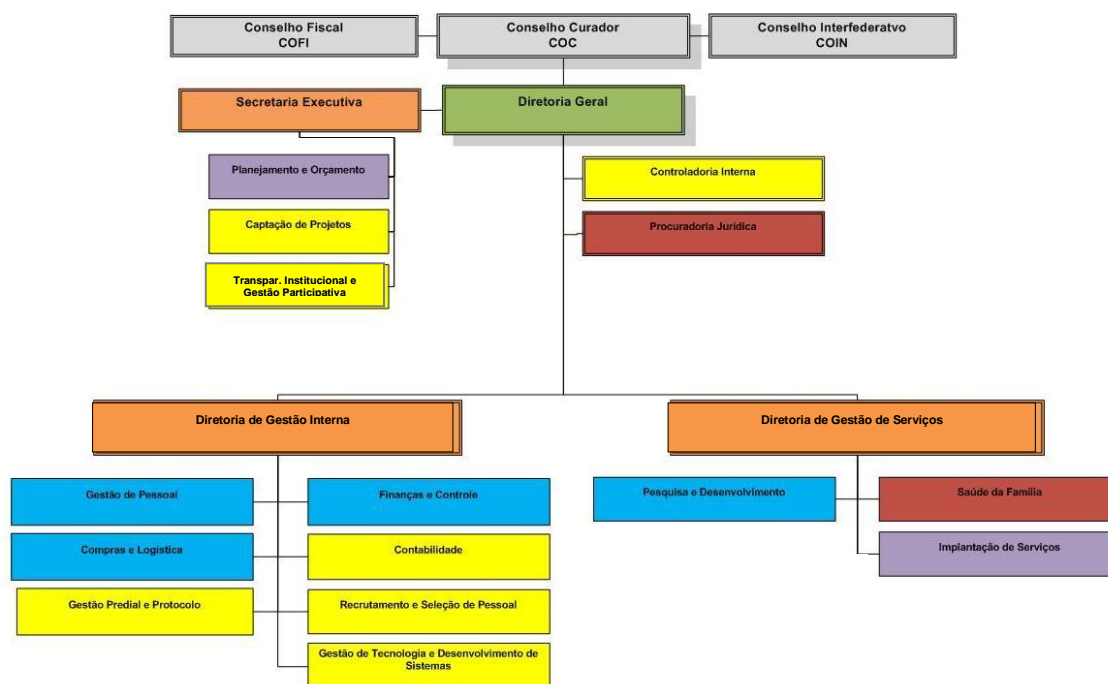 Conselho Fiscal
COFI
Conselho Curador
COC
Conselho Interfederatvo
COIN
Secretaria Executiva
Diretoria Geral
Planejamento e Orçamento
Controladoria Interna
Captação de Projetos
Procuradoria Juridica
Transpar. Institucional e
Gestão Participativa
Diretoria de Gestão Interna
Diretoria de Gestão de Serviços
Gestão de Pessoal
Finanças e Controle
Pesquisa e Desenvolvimento
Saúde da Familia
Compras e Logística
Contabilidade
Implantação de Serviços
Gestão Predial e Protocolo
Recrutamento e Seleção de Pessoal
Gestão de Tecnologia e Desenvolvimento de
Sistemas